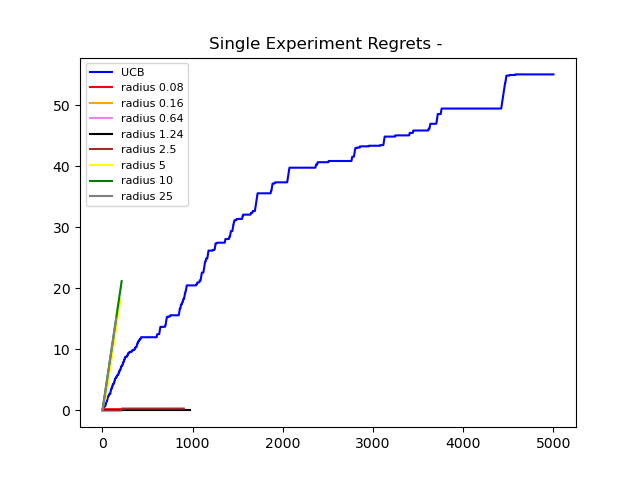 Single Experiment Regrets -
UCB
radius 0.08
radius 0.16
radius 0.64
radius 1.24
radius 2.5
radius 5
radius 10
radius 25
50
40
30
20
10
0
0 1000 2000 3000 4000 5000